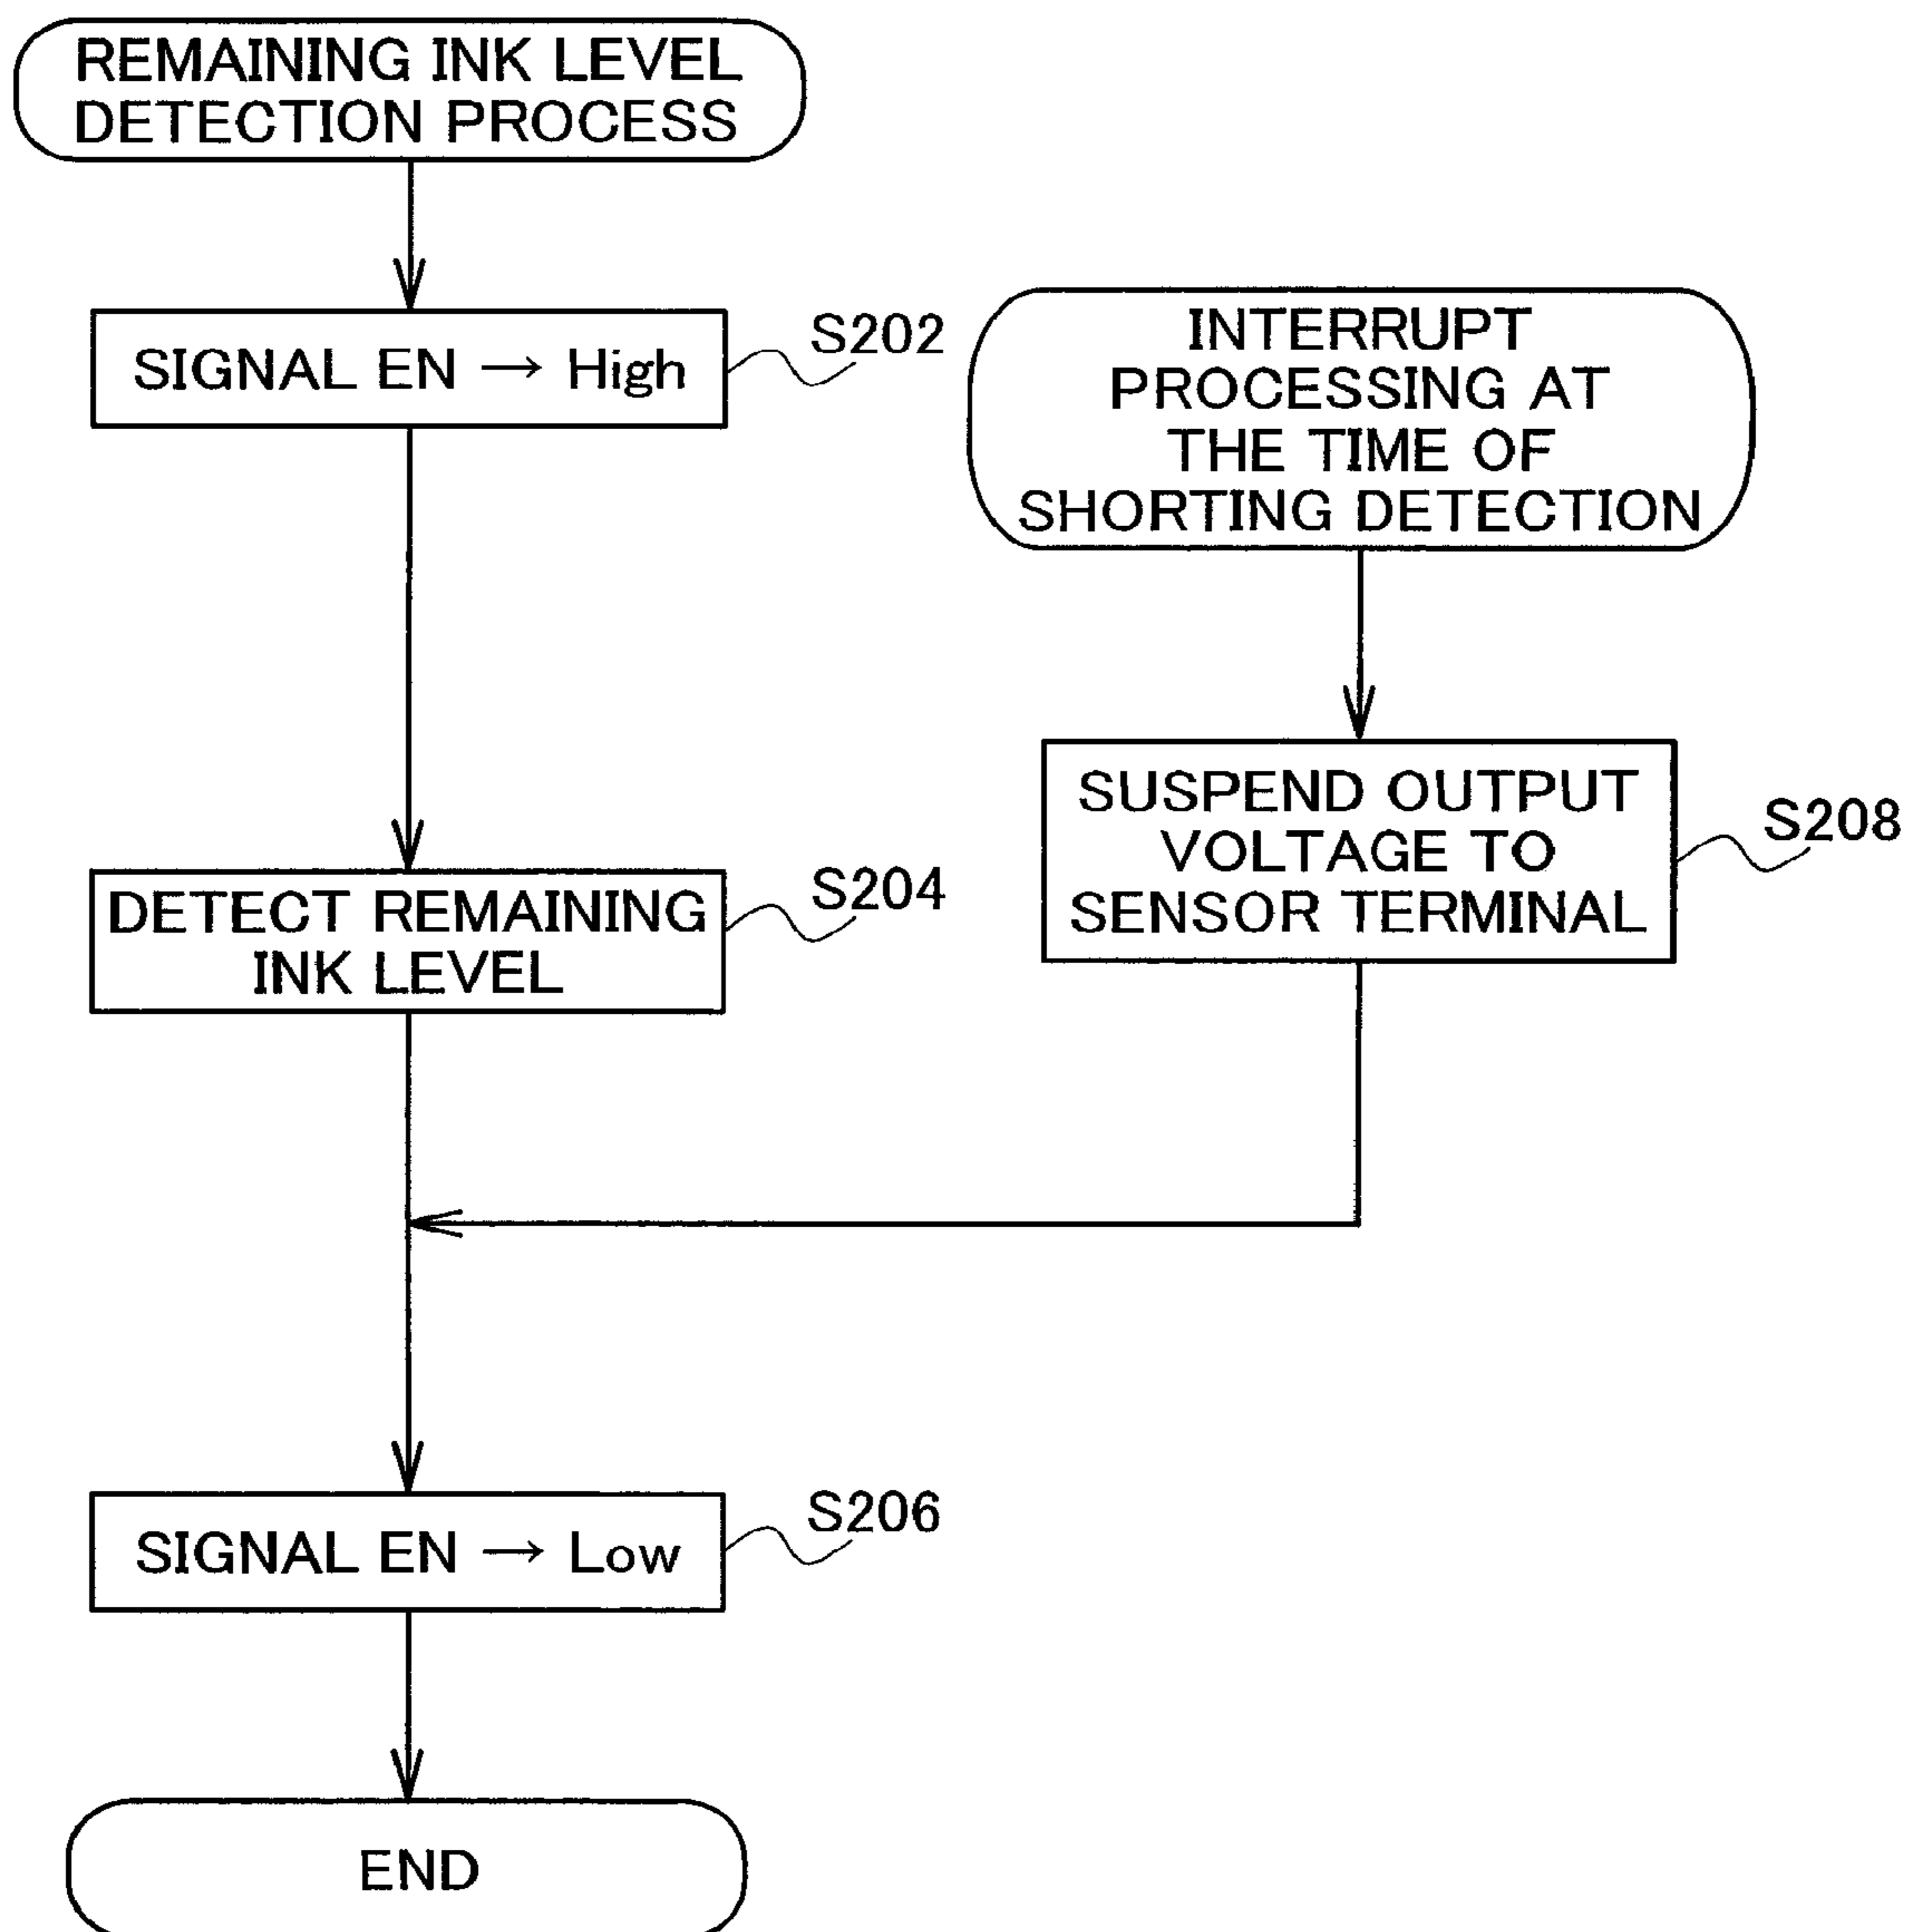 REMAINING INK LEVEL
DETECTION PROCESS
SIGNAL EN → High
S202
INTERRUPT
PROCESSING AT
THE TIME OF
SHORTING DETECTION
SUSPEND OUTPUT
VOLTAGE TO
SENSOR TERMINAL
S208
DETECT REMAINING
INK LEVEL
S204
SIGNAL EN → Low
S206
END